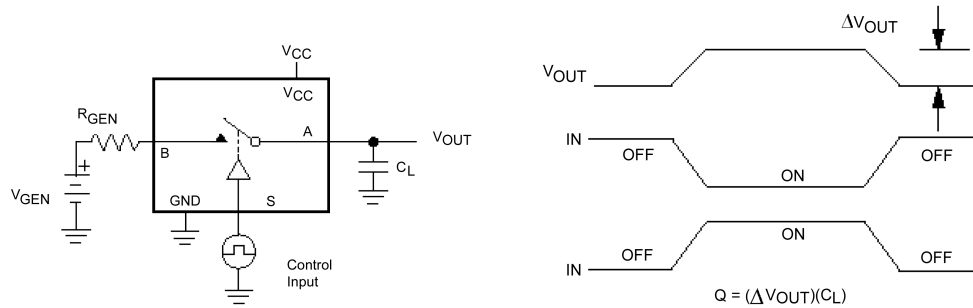 VCC
VCC
RGEN
B
A
VOUT
+
CL
VGEN
GND
S
Control
Input
ΔVOUT
VOUT
IN
OFF
ON
OFF
IN
OFF
ON
OFF
Q = (ΔVOUT)(CL)